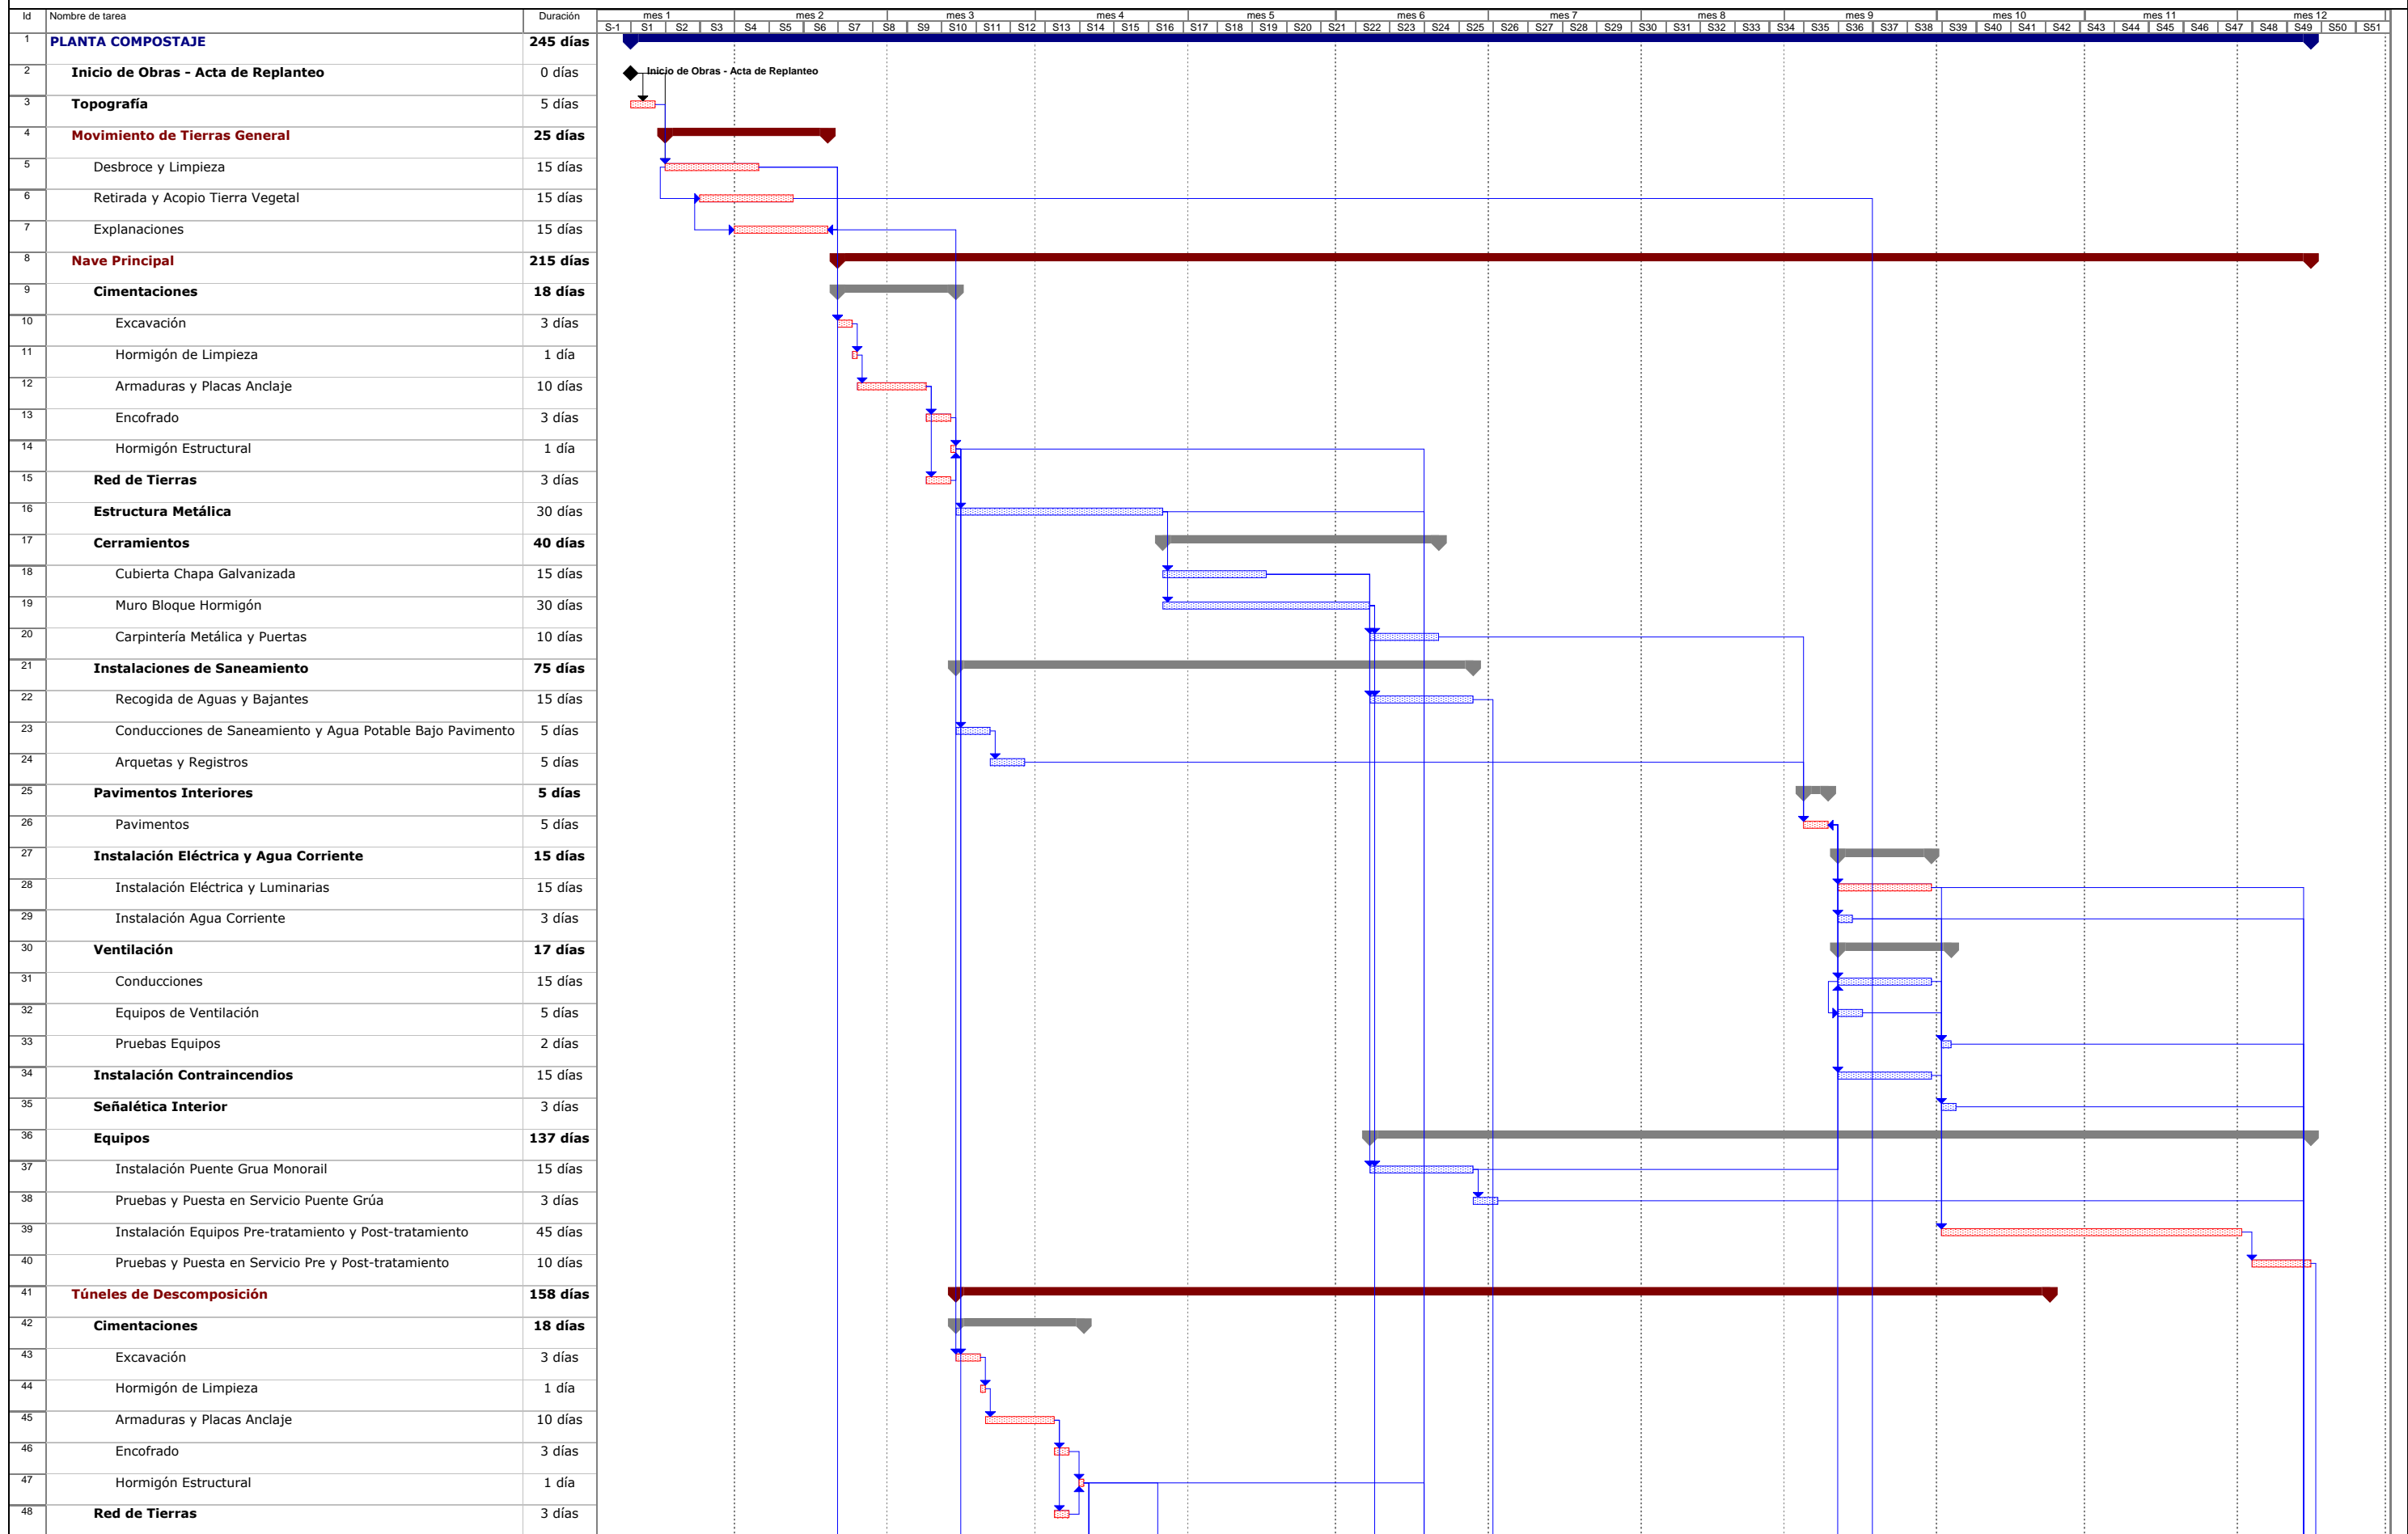 Id Nombre de tarea Duración mes 1 mes 2 mes 3 mes 4 mes 5 mes 6 mes 7 mes 8 mes 9 mes 10 mes 11 mes 12
S-1 S1 S2 S3 S4 S5 S6 S7 S8 S9 S10 S11 S12 S13 S14 S15 S16 S17 S18 S19 S20 S21 S22 S23 S24 S25 S26 S27 S28 S29 S30 S31 S32 S33 S34 S35 S36 S37 S38 S39 S40 S41 S42 S43 S44 S45 S46 S47 S48 S49 S50 S51
1 PLANTA COMPOSTAJE 245 días
2 Inicio de Obras - Acta de Replanteo 0 días Inicio de Obras - Acta de Replanteo
3 Topografía 5 días
4 Movimiento de Tierras General 25 días
5 Desbroce y Limpieza 15 días
6 Retirada y Acopio Tierra Vegetal 15 días
7 Explanaciones 15 días
8 Nave Principal 215 días
9 Cimentaciones 18 días
10 Excavación 3 días
11 Hormigón de Limpieza 1 día
12 Armaduras y Placas Anclaje 10 días
13 Encofrado 3 días
14 Hormigón Estructural 1 día
15 Red de Tierras 3 días
16 Estructura Metálica 30 días
17 Cerramientos 40 días
18 Cubierta Chapa Galvanizada 15 días
19 Muro Bloque Hormigón 30 días
20 Carpintería Metálica y Puertas 10 días
21 Instalaciones de Saneamiento 75 días
22 Recogida de Aguas y Bajantes 15 días
23 Conducciones de Saneamiento y Agua Potable Bajo Pavimento 5 días
24 Arquetas y Registros 5 días
25 Pavimentos Interiores 5 días
26 Pavimentos 5 días
27 Instalación Eléctrica y Agua Corriente 15 días
28 Instalación Eléctrica y Luminarias 15 días
29 Instalación Agua Corriente 3 días
30 Ventilación 17 días
31 Conducciones 15 días
32 Equipos de Ventilación 5 días
33 Pruebas Equipos 2 días
34 Instalación Contraincendios 15 días
35 Señalética Interior 3 días
36 Equipos 137 días
37 Instalación Puente Grua Monorail 15 días
38 Pruebas y Puesta en Servicio Puente Grúa 3 días
39 Instalación Equipos Pre-tratamiento y Post-tratamiento 45 días
40 Pruebas y Puesta en Servicio Pre y Post-tratamiento 10 días
41 Túneles de Descomposición 158 días
42 Cimentaciones 18 días
43 Excavación 3 días
44 Hormigón de Limpieza 1 día
45 Armaduras y Placas Anclaje 10 días
46 Encofrado 3 días
47 Hormigón Estructural 1 día
48 Red de Tierras 3 días